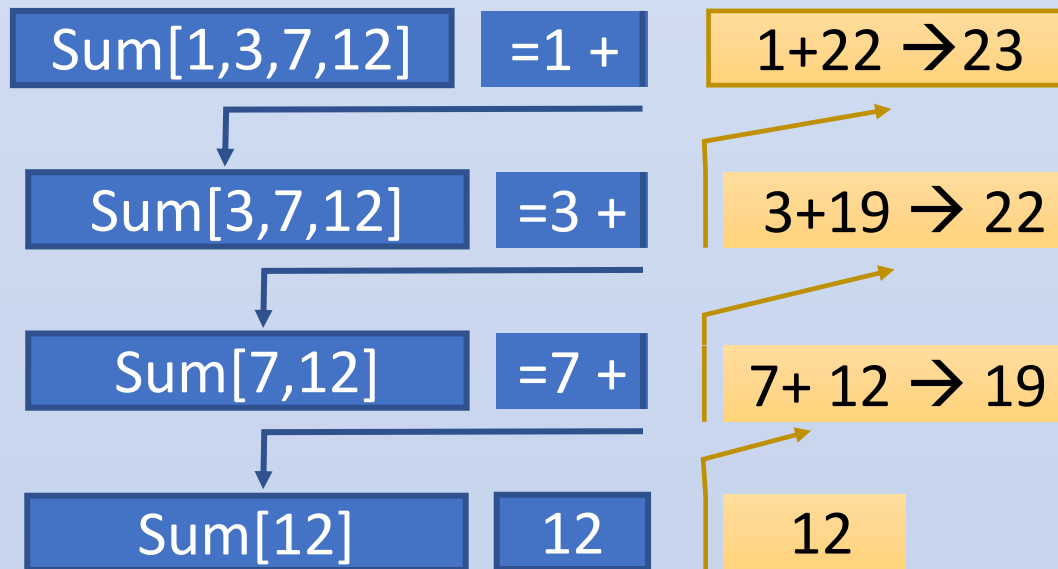 Sum[1,3,7,12] =1 + 1+22 →23
Sum[3,7,12] =3 + 3+19 → 22
Sum[7,12] =7 + 7+ 12 → 19
Sum[12] 12 12